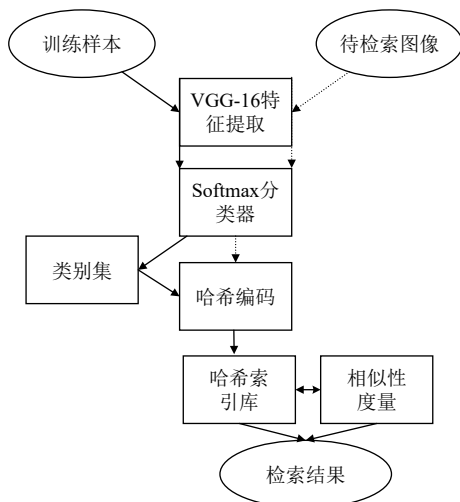 训练样本
待检索图像
VGG-16特
征提取
Softmax分
类器
类别集
哈希编码
哈希索
引库
相似性
度量
检索结果